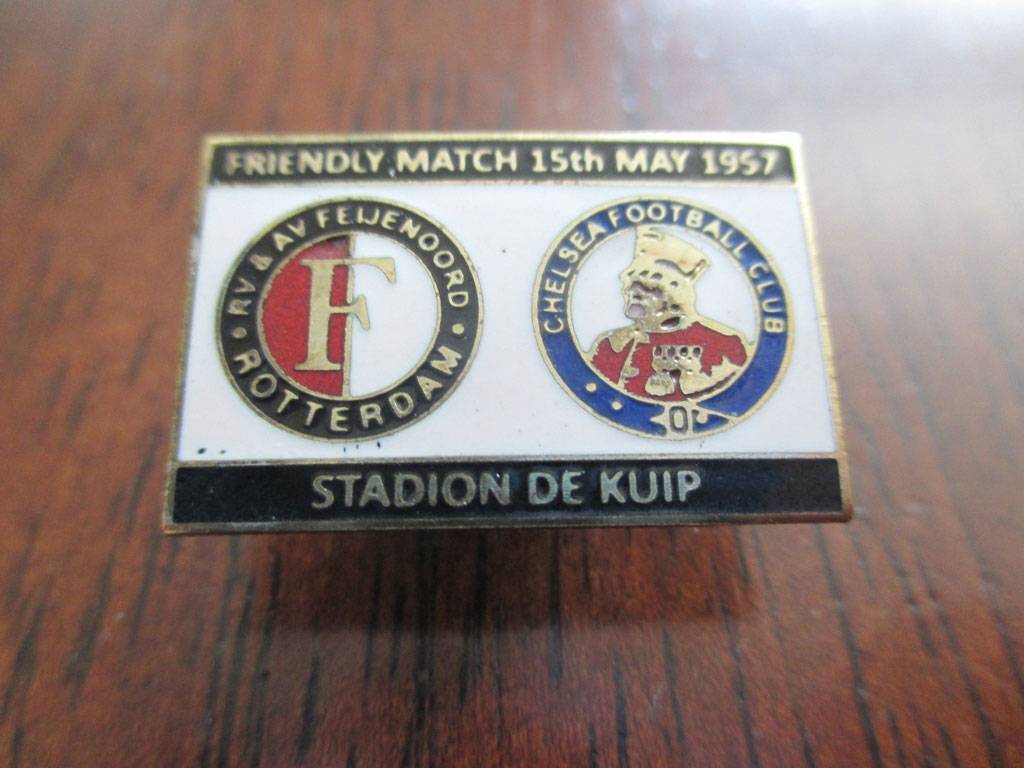 FRIENDLY MATCH 15th MAY 1957
RV & AV FEIJENOORD
ROTTERDAM
F
CHELSEA FOOTBALL CLUB
STADION DE KUIP